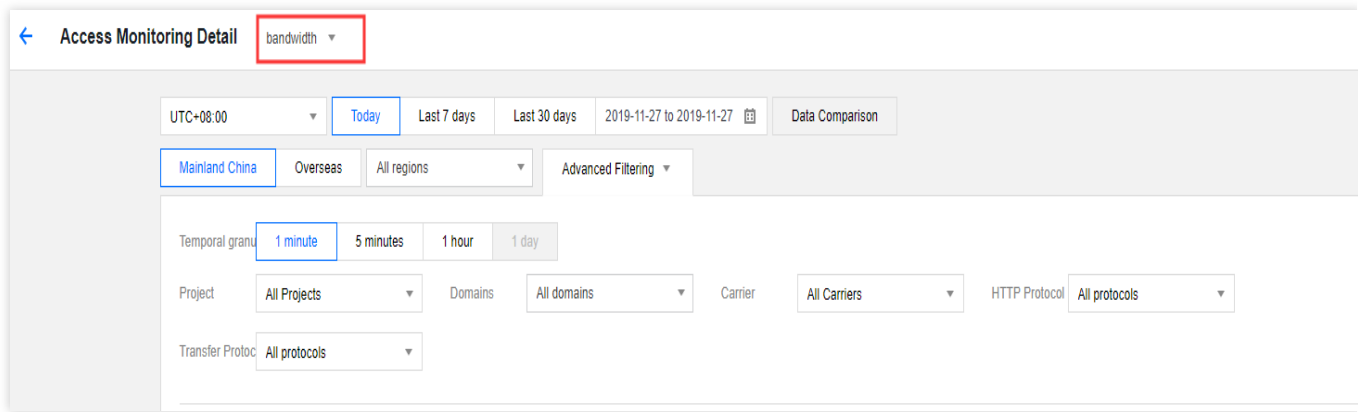 Access Monitoring Detail bandwidth
UTC+08:00 Today Last 7 days Last 30 days 2019-11-27 to 2019-11-27 Data Comparison
Mainland China Overseas All regions Advanced Filtering
Temporal granu 1 minute 5 minutes 1 hour 1 day
Project All Projects Domains All domains Carrier All Carriers HTTP Protocol All protocols
Transfer Protoc All protocols